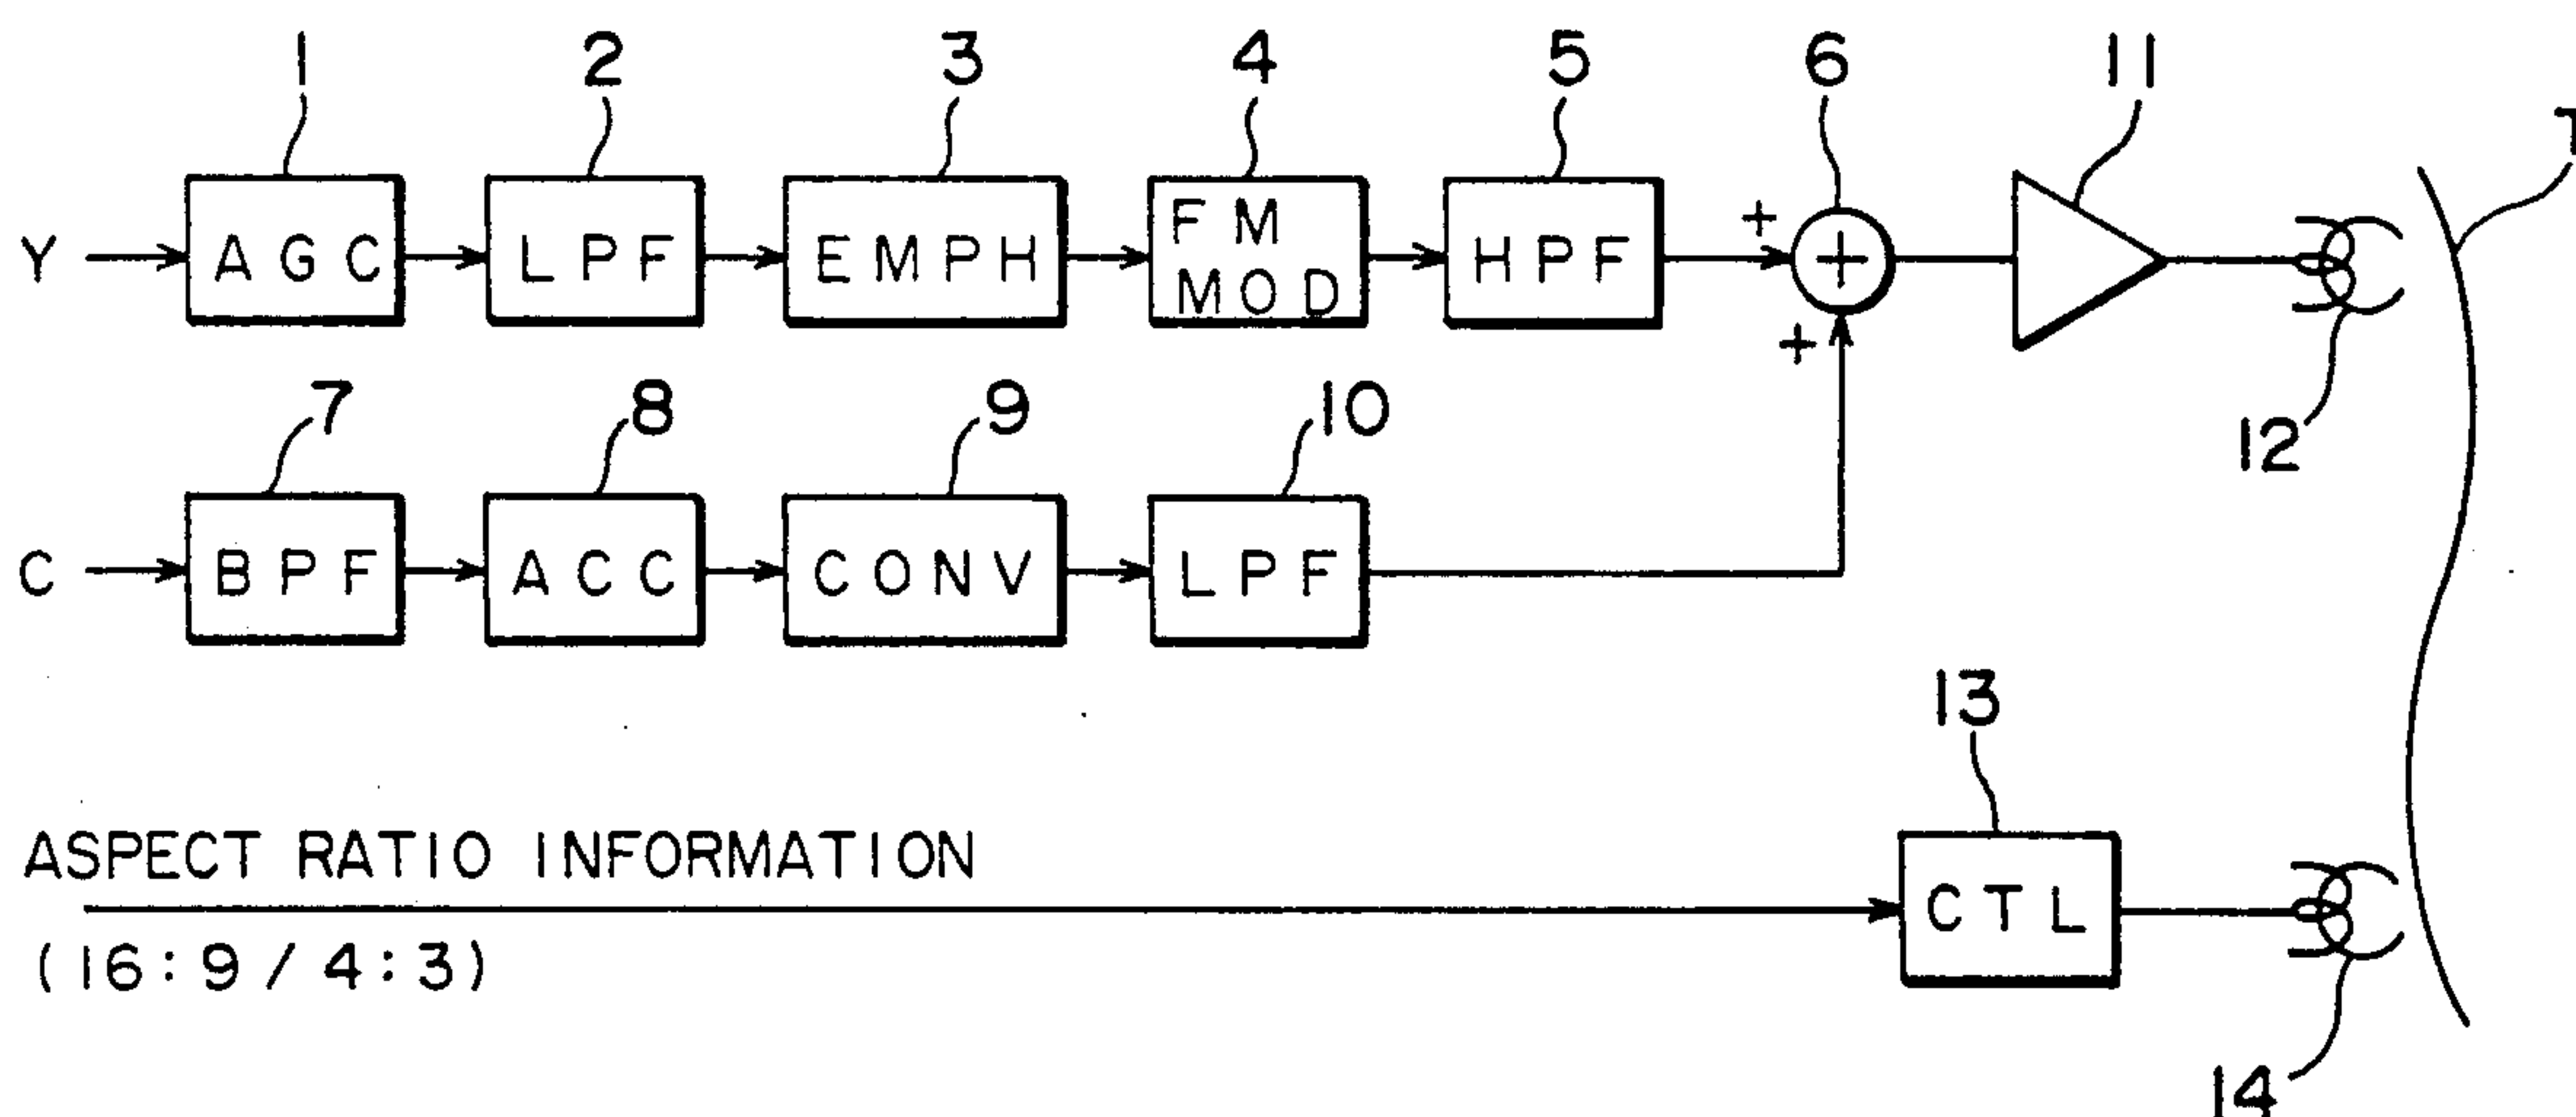 1 2 3 4 5 6 11
T
Y AGC LPF EMPH FM MOD HPF + +
+
12
7 8 9 10
C BPF ACC CONV LPF
13
ASPECT RATIO INFORMATION
CTL
(16:9/4:3)
14